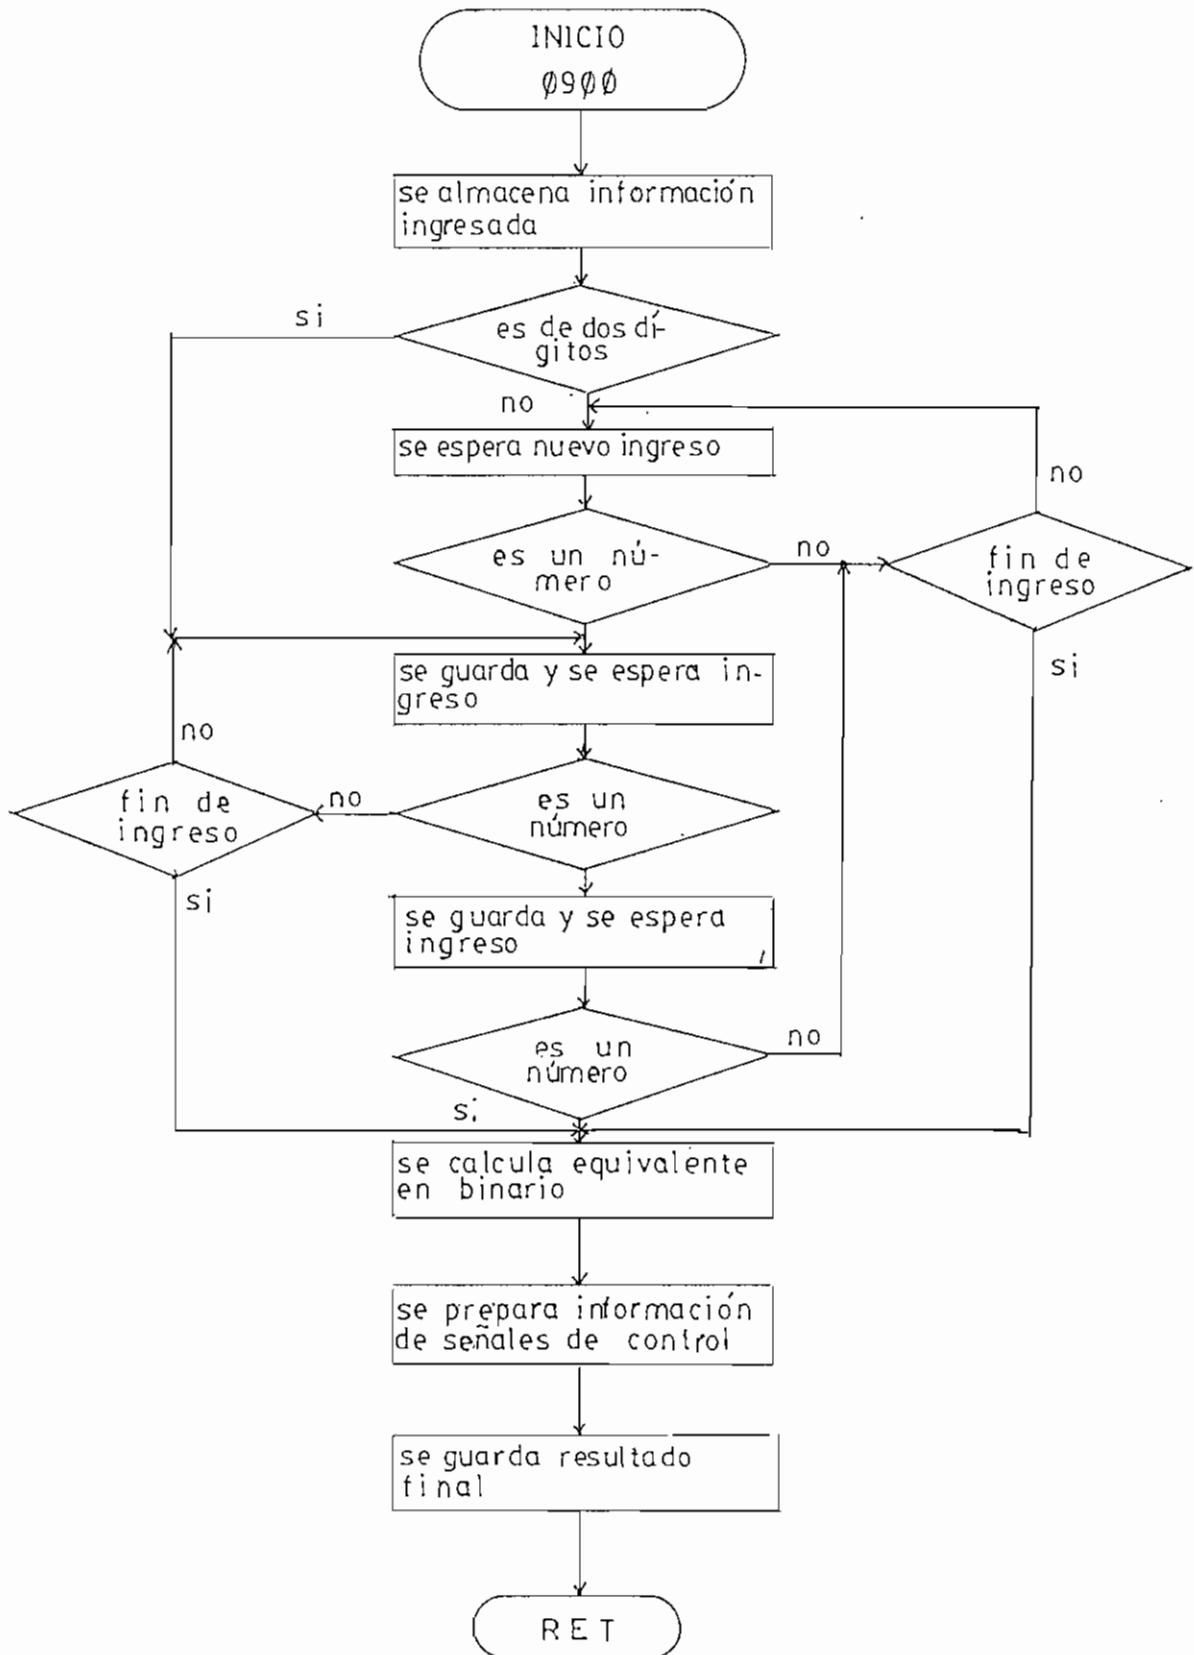 INICIO
0900
se almacena información
ingresada
si
es de dos dí-
gitos
no
se espera nuevo ingreso
no
es un nú-
mero
no
fin de
ingreso
si
se guarda y se espera in-
greso
no
fin de
ingreso
no
es un
número
si
se guarda y se espera
ingreso
es un
número
no
si
se calcula equivalente
en binario
se prepara información
de señales de control
se guarda resultado
final
RET